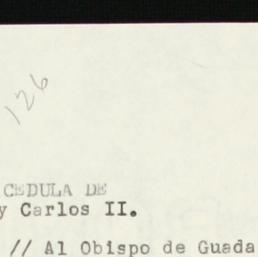 126
CEDULA DE
y Carlos II.
// Al Obispo de Guada